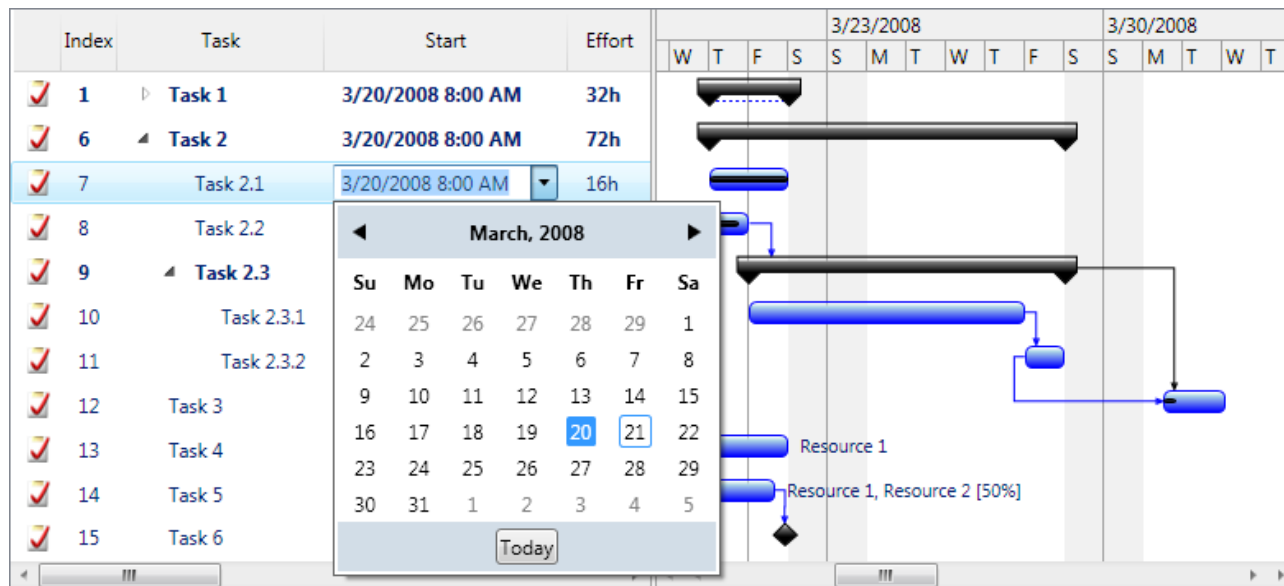 3/23/2008 3/30/2008
Index Task Start Effort
W T F S S M T W T F S S M T W T
1 Task 1 3/20/2008 8:00 AM 32h
6 Task 2 3/20/2008 8:00 AM 72h
7 Task 2.1 3/20/2008 8:00 AM 16h
8 Task 2.2
9 Task 2.3
10 Task 2.3.1
11 Task 2.3.2
12 Task 3
13 Task 4 Resource 1
14 Task 5 Resource 1, Resource 2 [50%]
15 Task 6
March, 2008
Su Mo Tu We Th Fr Sa
24 25 26 27 28 29 1
2 3 4 5 6 7 8
9 10 11 12 13 14 15
16 17 18 19 20 21 22
23 24 25 26 27 28 29
30 31 1 2 3 4 5
Today